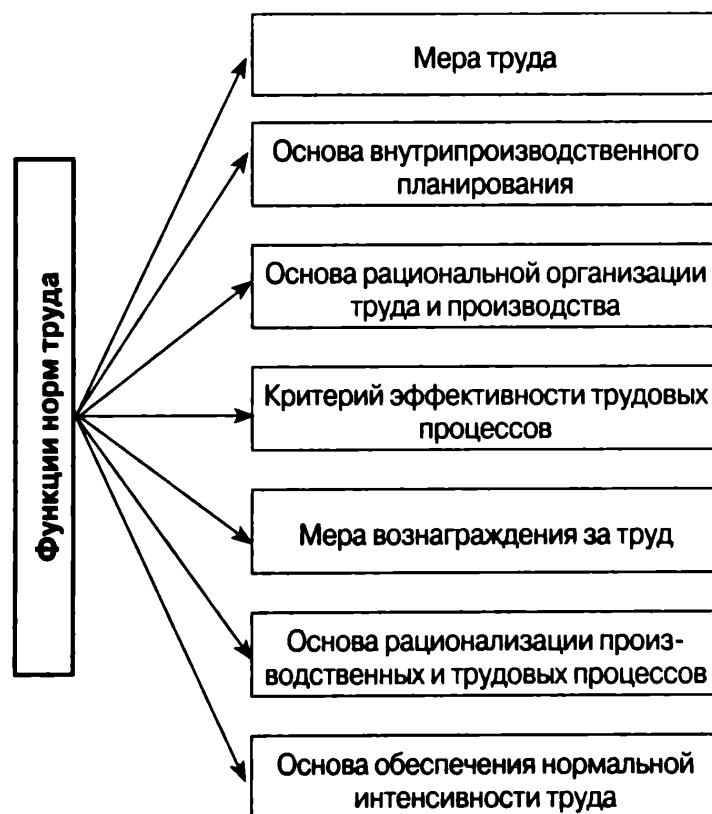 Функции норм труда
Мера труда
Основа внутрипроизводственного
планирования
Основа рациональной организации
труда и производства
Критерий эффективности трудовых
процессов
Мера вознаграждения за труд
Основа рационализации произ-
водственных и трудовых процессов
Основа обеспечения нормальной
интенсивности труда